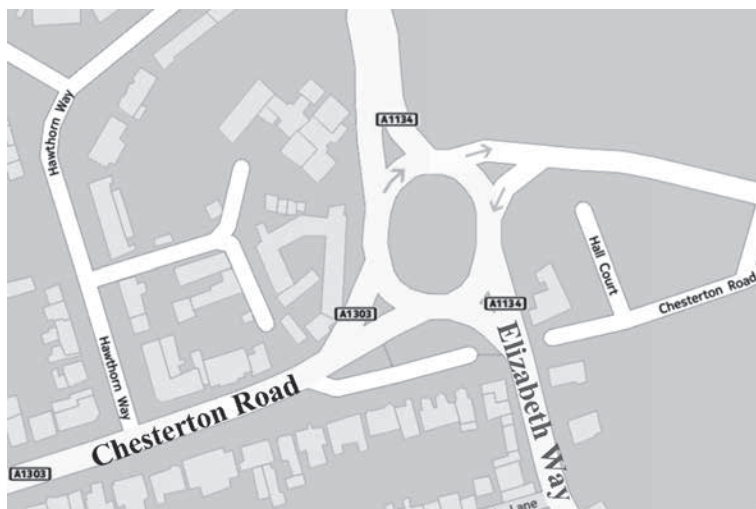 A1134
Hawthorn Way
Hall Court
Chesterton Road
A1303
A1134
Hawthorn Way
Elizabeth Way
Chesterton Road
A1303
Lane